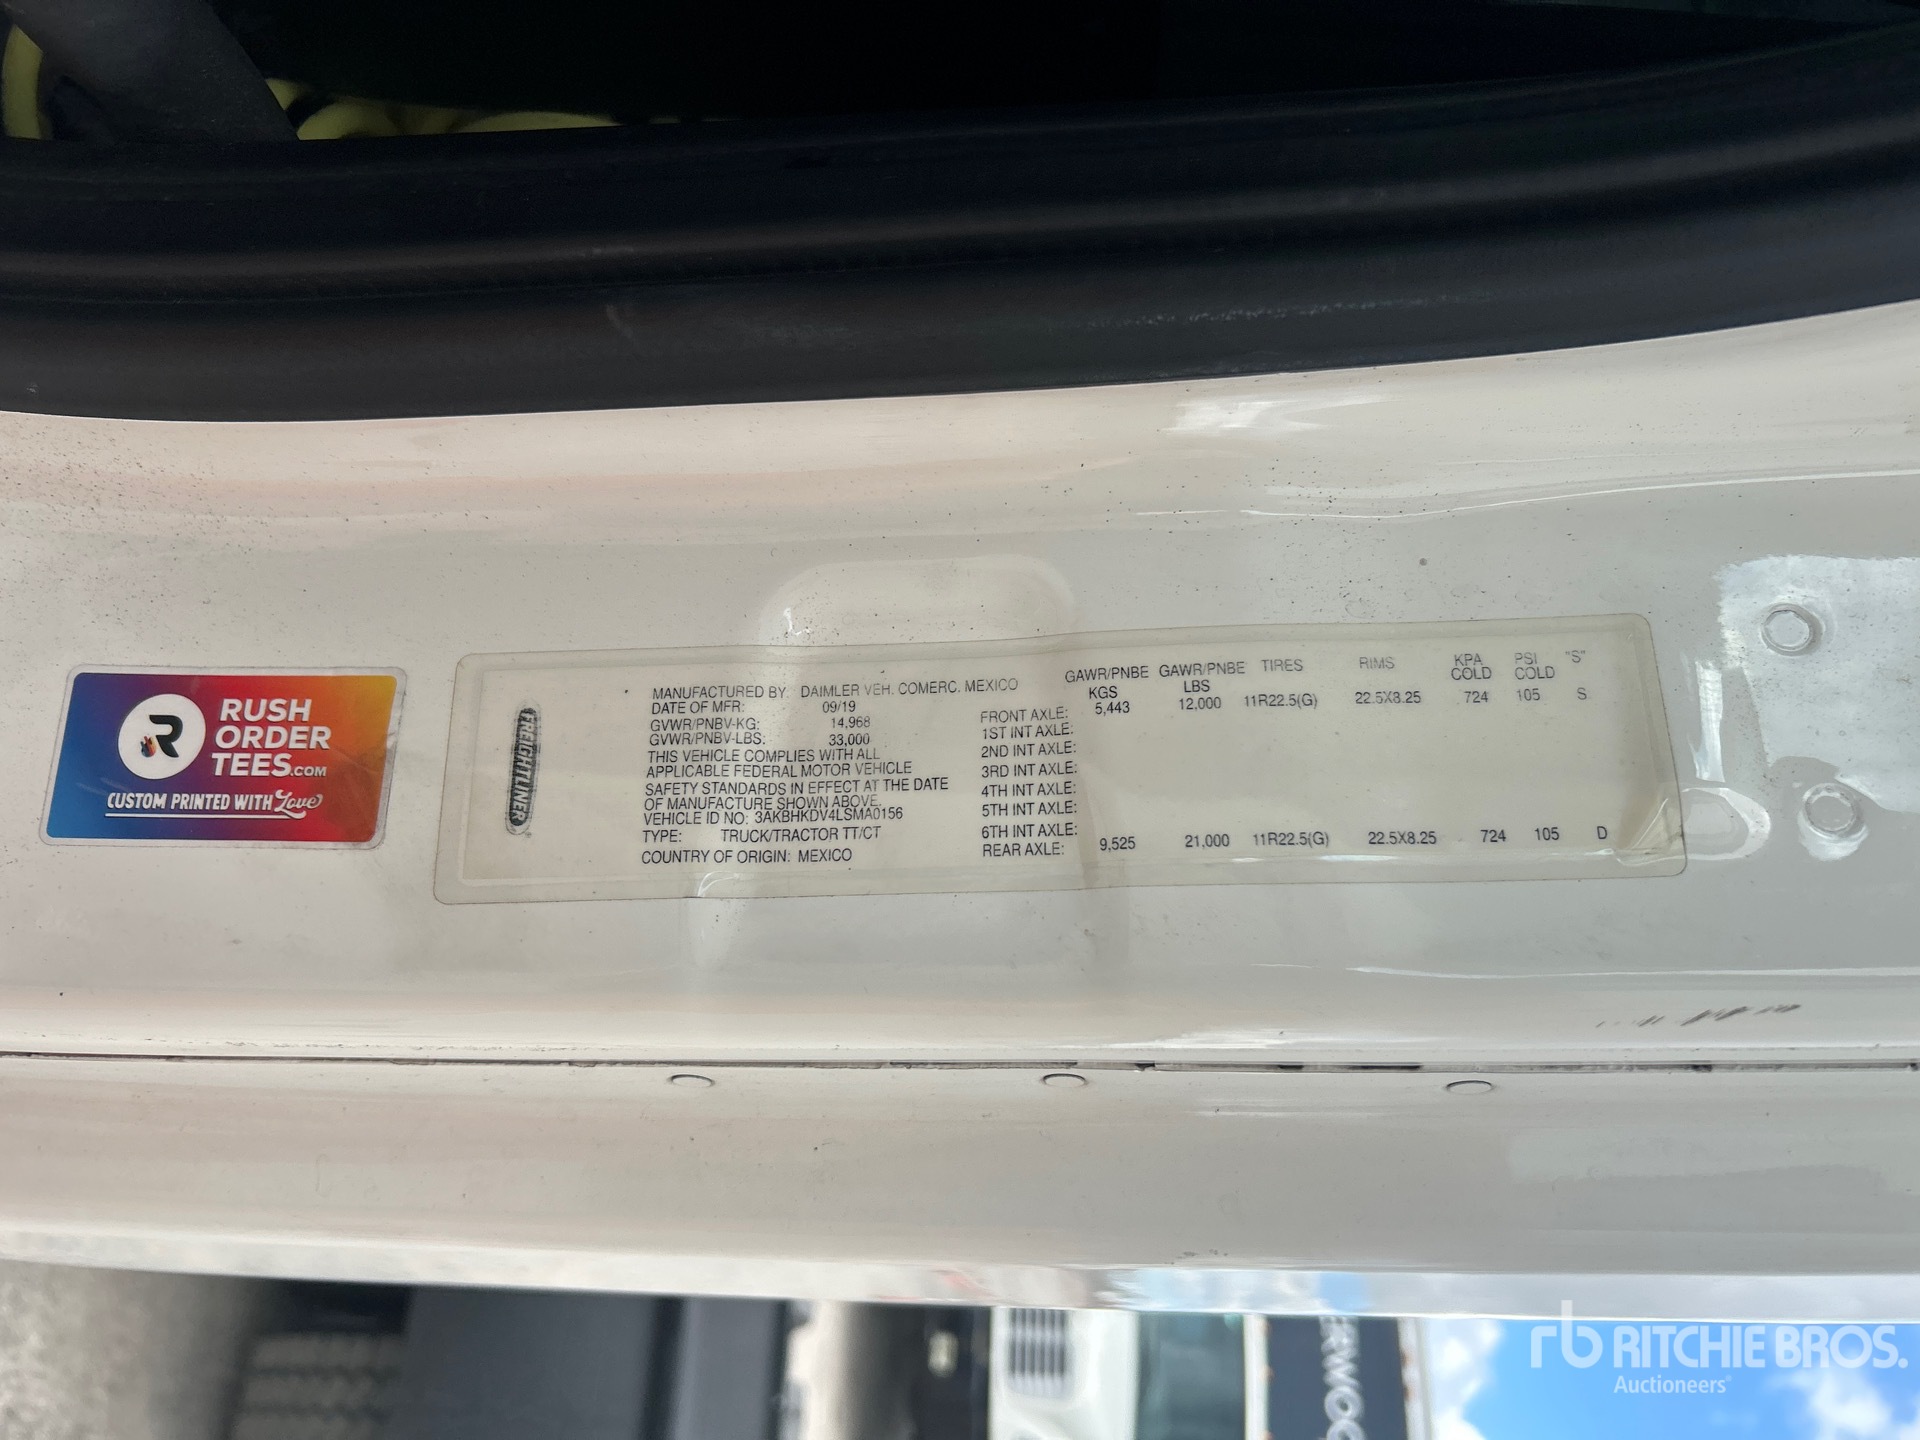 RUSH
ORDER
TEES.COM
CUSTOM PRINTED WITH Love
FREIGHTLINER
MANUFACTURED BY: DAIMLER VEH. COMERC. MEXICO
DATE OF MFR: 09/19
GVWR/PNBV-KG: 14,968
GVWR/PNBV-LBS: 33,000
THIS VEHICLE COMPLIES WITH ALL
APPLICABLE FEDERAL MOTOR VEHICLE
SAFETY STANDARDS IN EFFECT AT THE DATE
OF MANUFACTURE SHOWN ABOVE.
VEHICLE ID NO: 3AKBHKDV4LSMA0156
TYPE: TRUCK/TRACTOR TT/CT
COUNTRY OF ORIGIN: MEXICO
GAWR/PNBE KGS GAWR/PNBE LBS TIRES RIMS KPA COLD PSI COLD "S"
FRONT AXLE: 5,443 12,000 11R22.5(G) 22.5X8.25 724 105 S
1ST INT AXLE:
2ND INT AXLE:
3RD INT AXLE:
4TH INT AXLE:
5TH INT AXLE:
6TH INT AXLE:
REAR AXLE: 9,525 21,000 11R22.5(G) 22.5X8.25 724 105 D
rb RITCHIE BROS.
Auctioneers